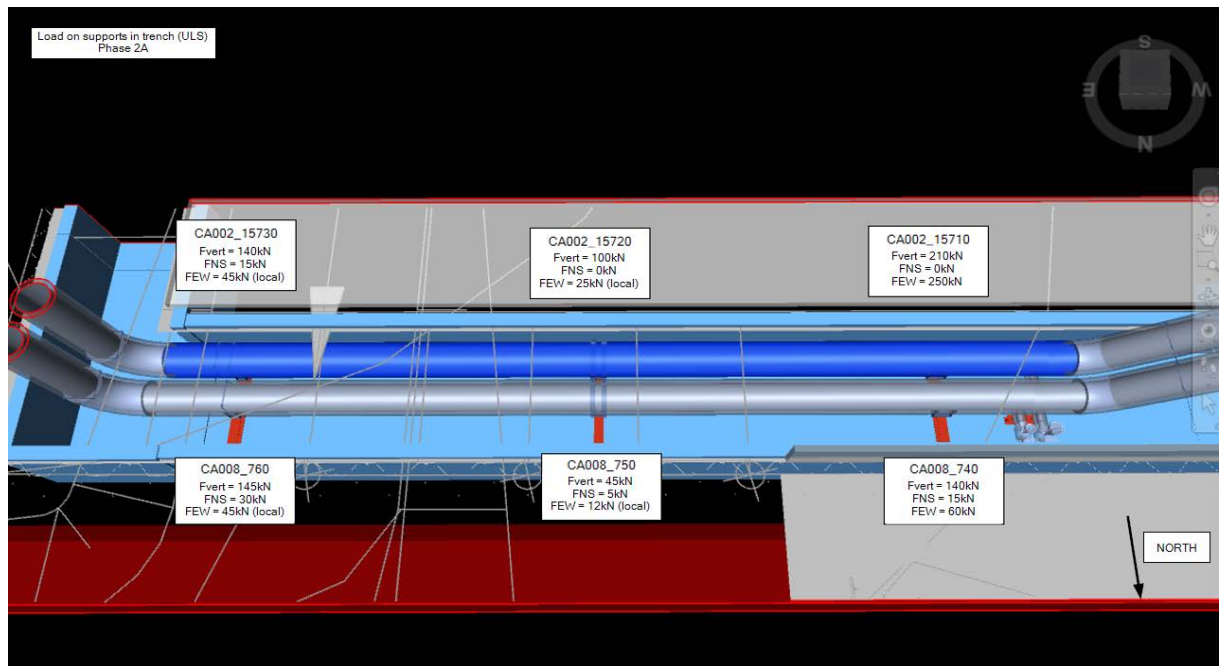 Load on supports in trench (ULS)
Phase 2A
S
E
W
N
CA002_15730
Fvert = 140kN
FNS = 15kN
FEW = 45kN (local)
CA002_15720
Fvert = 100kN
FNS = 0kN
FEW = 25kN (local)
CA002_15710
Fvert = 210kN
FNS = 0kN
FEW = 250kN
CA008_760
Fvert = 145kN
FNS = 30kN
FEW = 45kN (local)
CA008_750
Fvert = 45kN
FNS = 5kN
FEW = 12kN (local)
CA008_740
Fvert = 140kN
FNS = 15kN
FEW = 60kN
NORTH